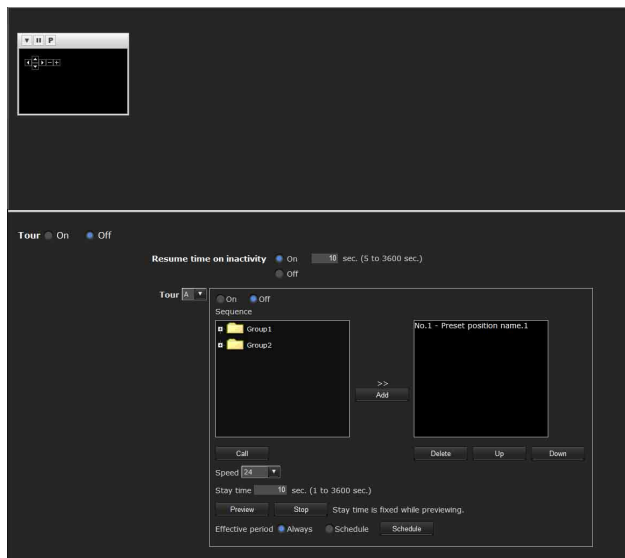 P
Tour On Off
Resume time on inactivity On 10 sec. (5 to 3600 sec.)
Off
Tour A On Off
Sequence
Group1
Group2
No.1 - Preset position name.1
>>
Add
Call Delete Up Down
Speed 24
Stay time 10 sec. (1 to 3600 sec.)
Preview Stop Stay time is fixed while previewing.
Effective period Always Schedule Schedule